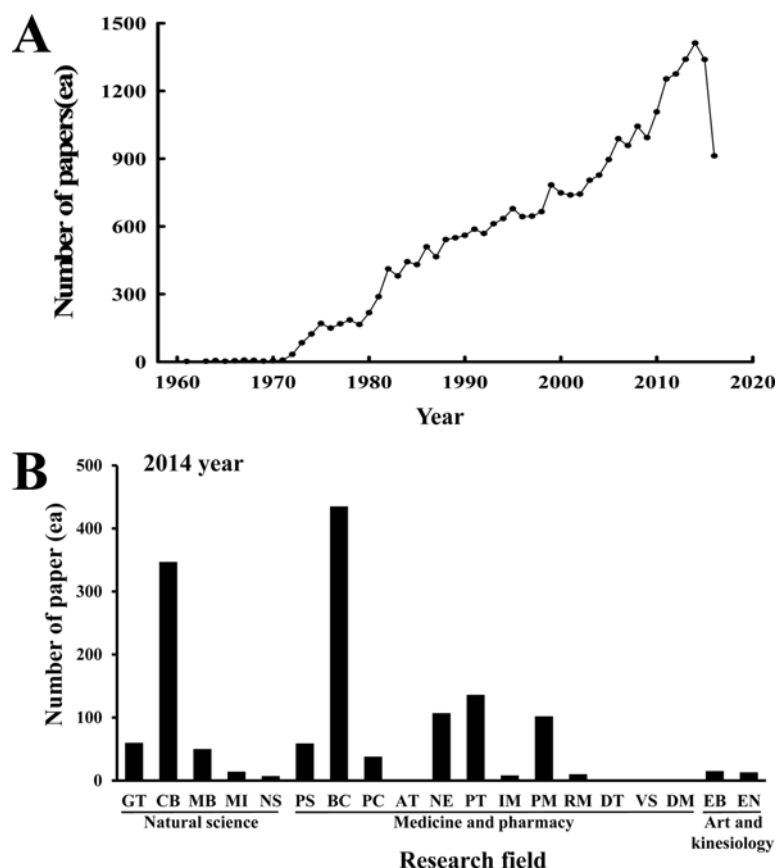 A
Number of papers(ea)
1500
1200
900
600
300
0
1960 1970 1980 1990 2000 2010 2020
Year
B
2014 year
Number of paper (ea)
500
400
300
200
100
0
GT CB MB MI NS PS BC PC AT NE PT IM PM RM DT VS DM EB EN
Natural science Medicine and pharmacy Art and
kinesiology
Research field